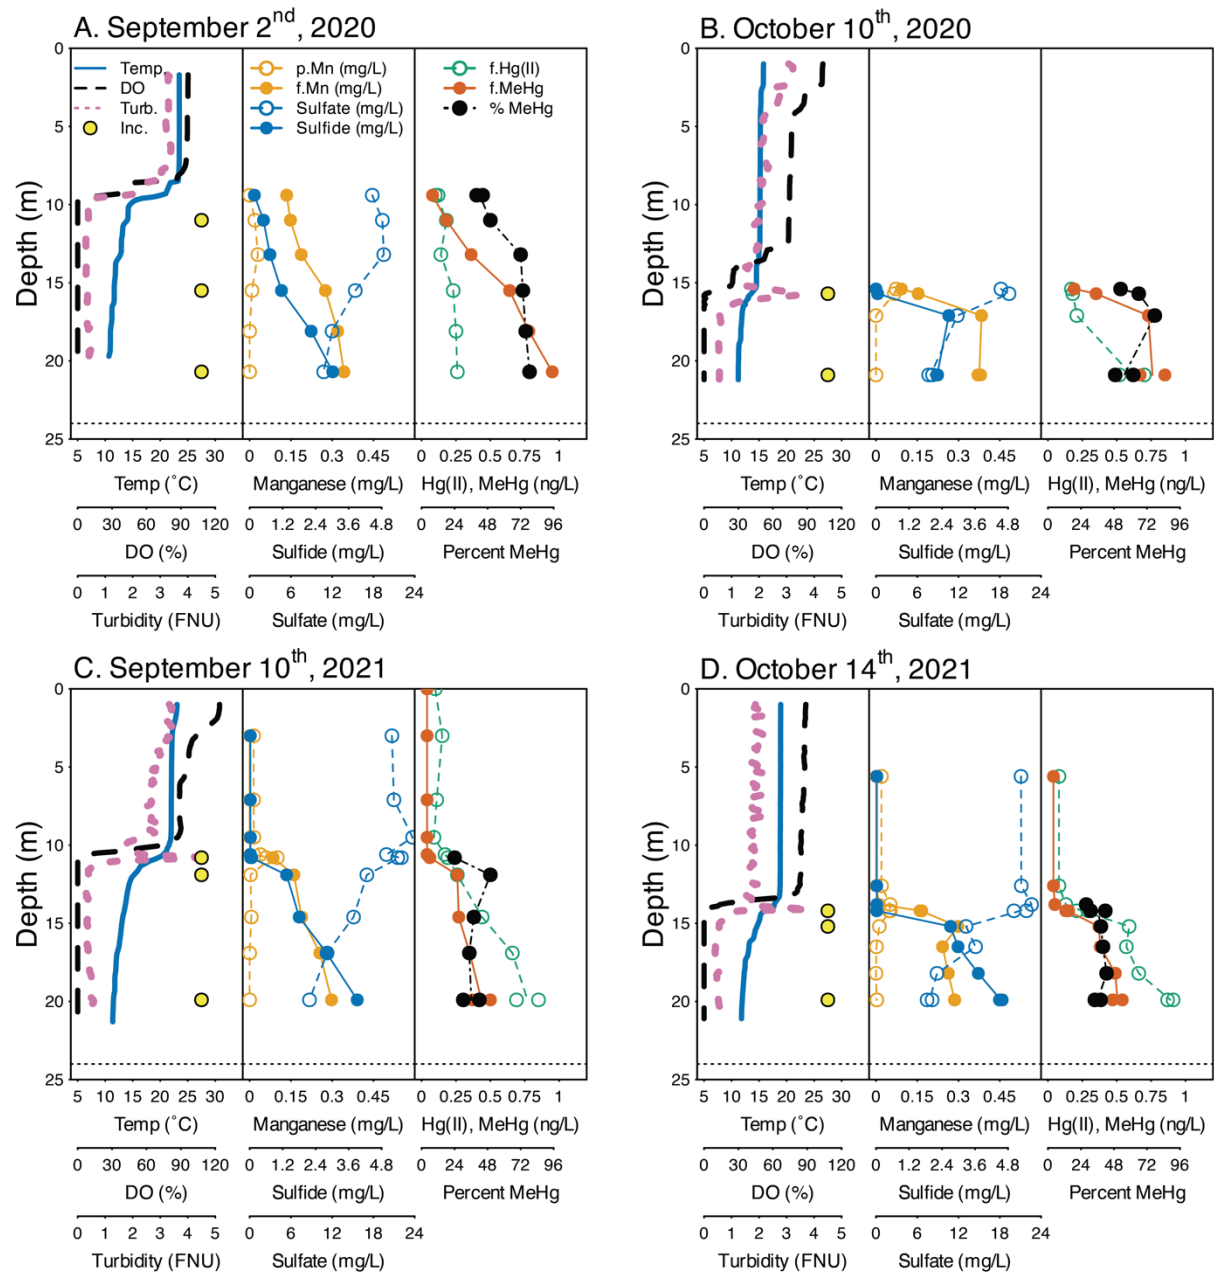 A. September 2nd, 2020
B. October 10th, 2020
0
5
10
15
20
25
Depth (m)
Temp.
DO
Turb.
Inc.
p.Mn (mg/L)
f.Mn (mg/L)
Sulfate (mg/L)
Sulfide (mg/L)
f.Hg(II)
f.MeHg
% MeHg
5 10 15 20 25 30
Temp (˚C)
0 30 60 90 120
DO (%)
0 1 2 3 4 5
Turbidity (FNU)
0 0.15 0.3 0.45
Manganese (mg/L)
0 1.2 2.4 3.6 4.8
Sulfide (mg/L)
0 6 12 18 24
Sulfate (mg/L)
0 0.25 0.5 0.75 1
Hg(II), MeHg (ng/L)
0 24 48 72 96
Percent MeHg
0
5
10
15
20
25
Depth (m)
5 10 15 20 25 30
Temp (˚C)
0 30 60 90 120
DO (%)
0 1 2 3 4 5
Turbidity (FNU)
0 0.15 0.3 0.45
Manganese (mg/L)
0 1.2 2.4 3.6 4.8
Sulfide (mg/L)
0 6 12 18 24
Sulfate (mg/L)
0 0.25 0.5 0.75 1
Hg(II), MeHg (ng/L)
0 24 48 72 96
Percent MeHg
C. September 10th, 2021
D. October 14th, 2021
0
5
10
15
20
25
Depth (m)
5 10 15 20 25 30
Temp (˚C)
0 30 60 90 120
DO (%)
0 1 2 3 4 5
Turbidity (FNU)
0 0.15 0.3 0.45
Manganese (mg/L)
0 1.2 2.4 3.6 4.8
Sulfide (mg/L)
0 6 12 18 24
Sulfate (mg/L)
0 0.25 0.5 0.75 1
Hg(II), MeHg (ng/L)
0 24 48 72 96
Percent MeHg
0
5
10
15
20
25
Depth (m)
5 10 15 20 25 30
Temp (˚C)
0 30 60 90 120
DO (%)
0 1 2 3 4 5
Turbidity (FNU)
0 0.15 0.3 0.45
Manganese (mg/L)
0 1.2 2.4 3.6 4.8
Sulfide (mg/L)
0 6 12 18 24
Sulfate (mg/L)
0 0.25 0.5 0.75 1
Hg(II), MeHg (ng/L)
0 24 48 72 96
Percent MeHg